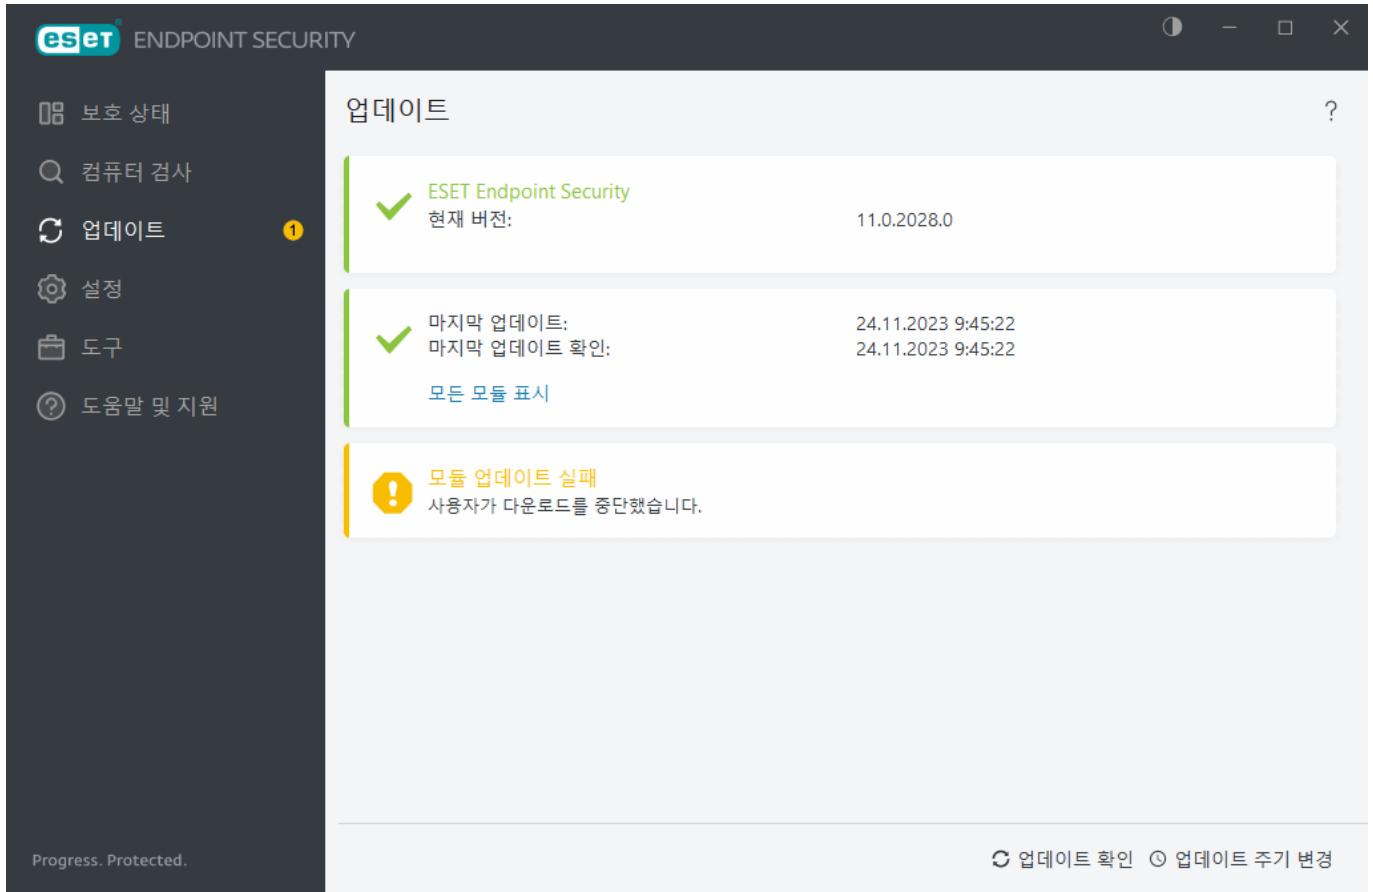 eset ENDPOINT SECURITY
보호 상태
컴퓨터 검사
업데이트 1
설정
도구
도움말 및 지원
Progress. Protected.
업데이트 ?
ESET Endpoint Security
현재 버전: 11.0.2028.0
마지막 업데이트: 24.11.2023 9:45:22
마지막 업데이트 확인: 24.11.2023 9:45:22
모든 모듈 표시
모듈 업데이트 실패
사용자가 다운로드를 중단했습니다.
업데이트 확인 업데이트 주기 변경